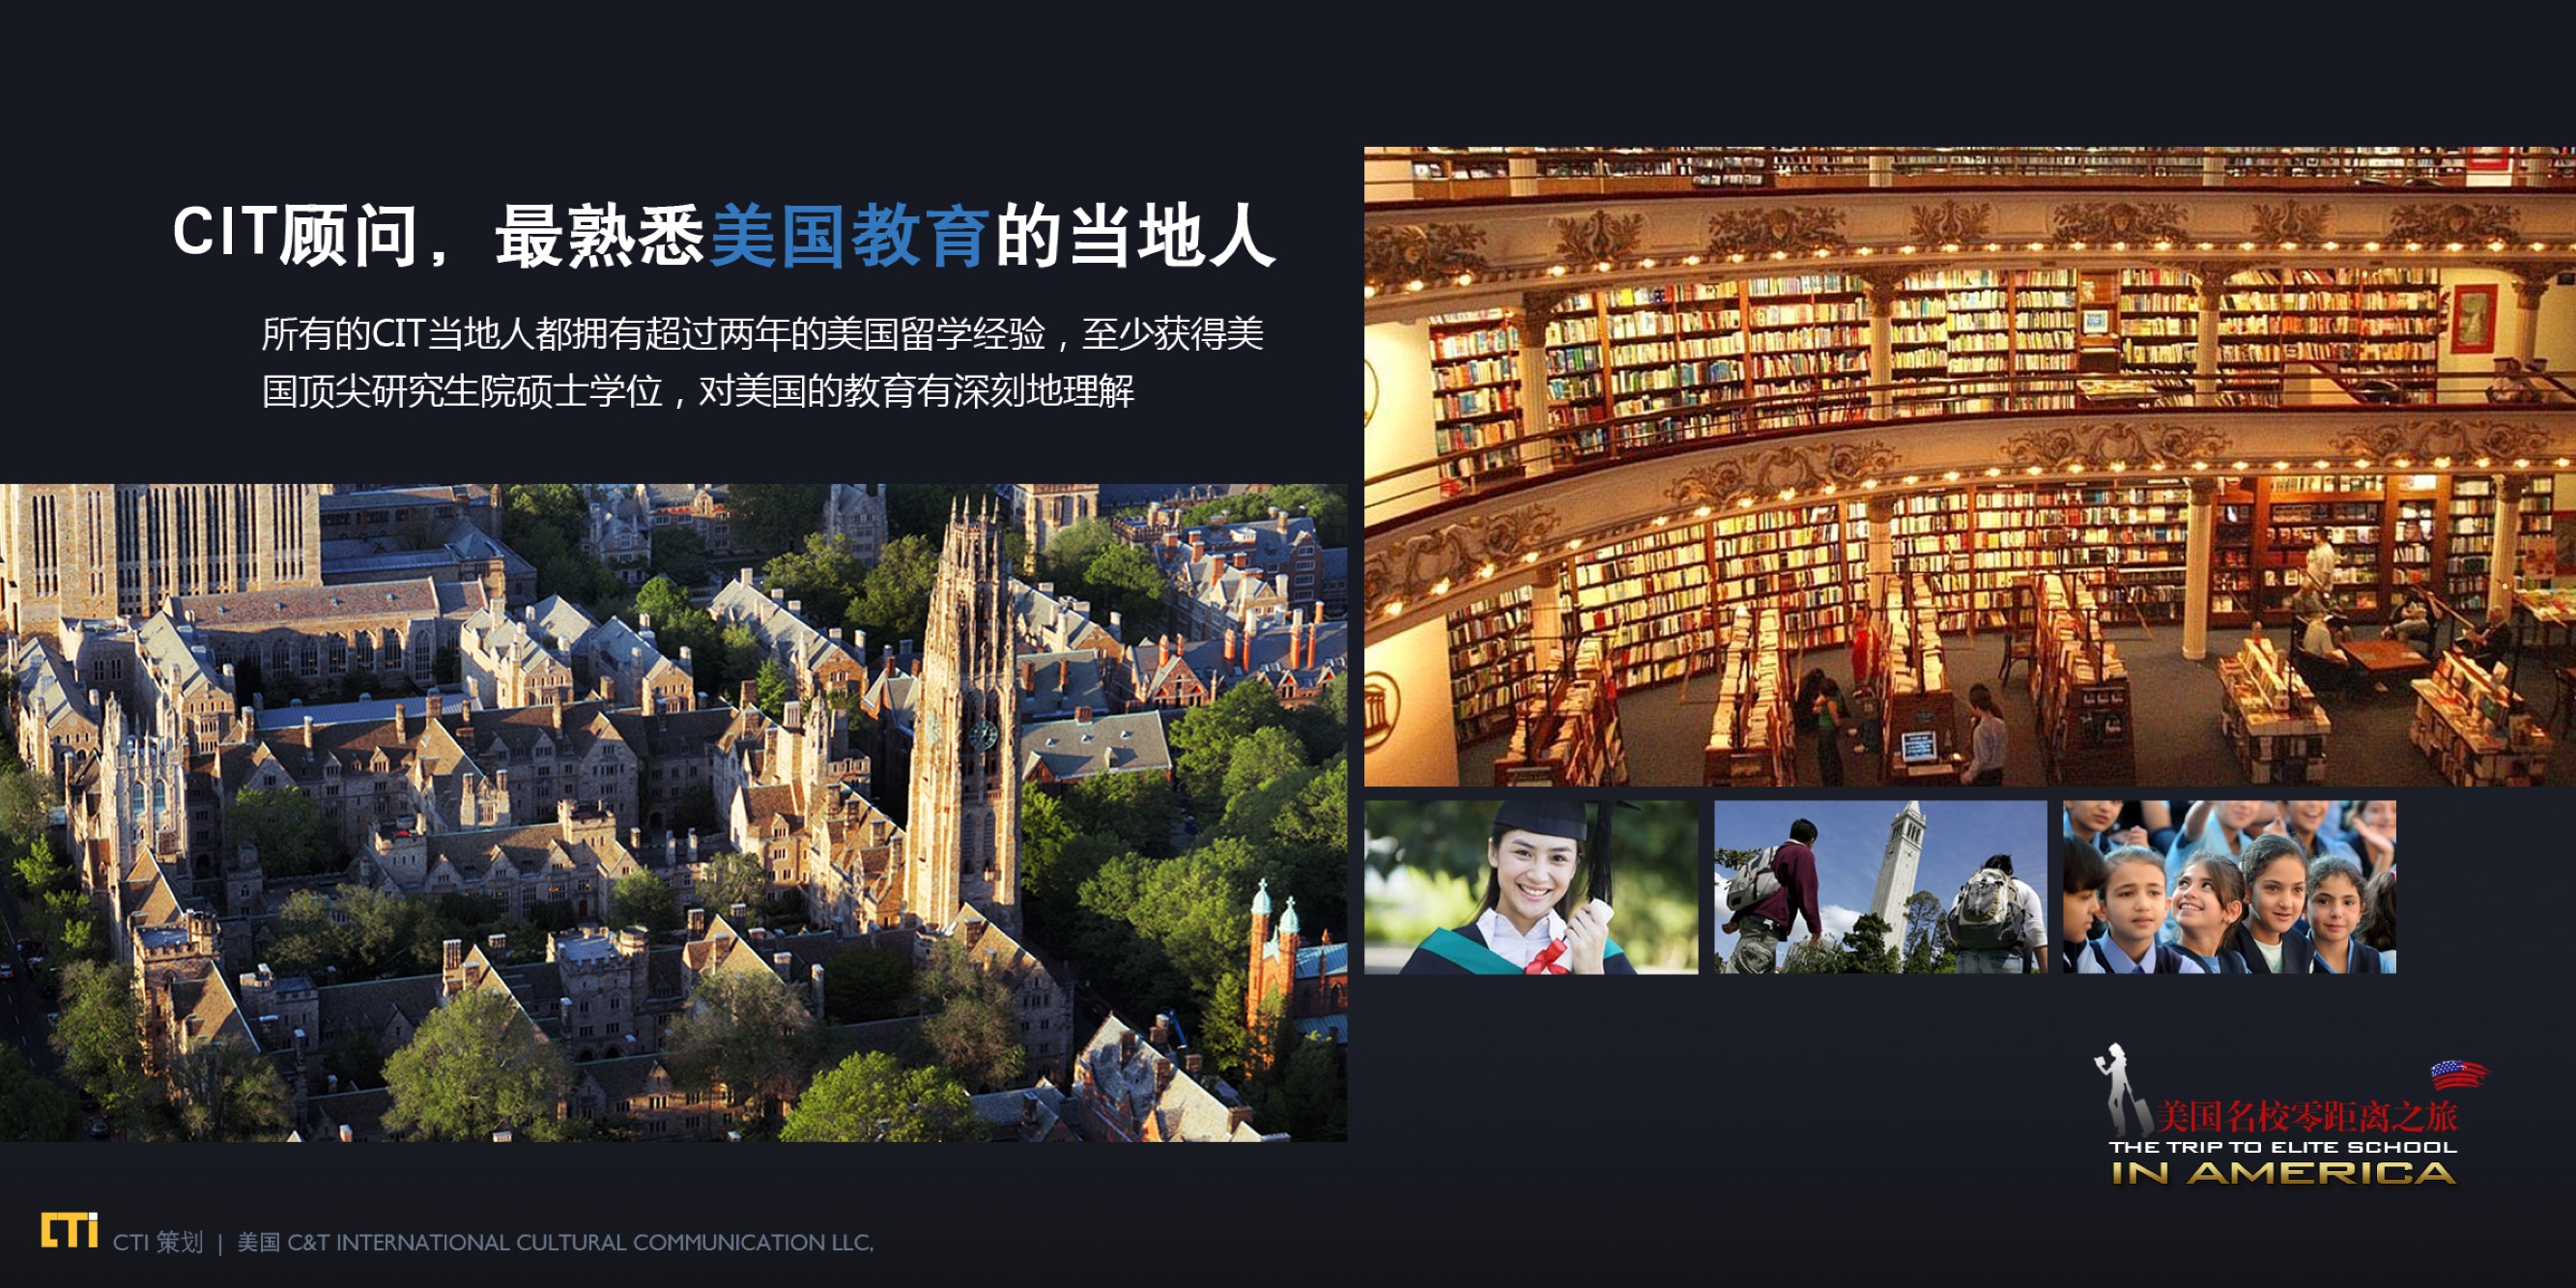 CIT顾问，最熟悉美国教育的当地人
所有的CIT当地人都拥有超过两年的美国留学经验，至少获得美
国顶尖研究生院硕士学位，对美国的教育有深刻地理解
美国名校零距离之旅
THE TRIP TO ELITE SCHOOL
IN AMERICA
CTi CTI 策划 | 美国 C&T INTERNATIONAL CULTURAL COMMUNICATION LLC,